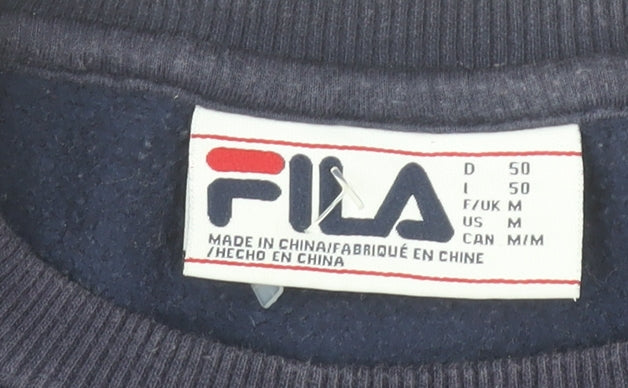 FILA
D 50
I 50
F/UK M
US M
CAN M/M
MADE IN CHINA/FABRIQUÉ EN CHINE
/HECHO EN CHINA